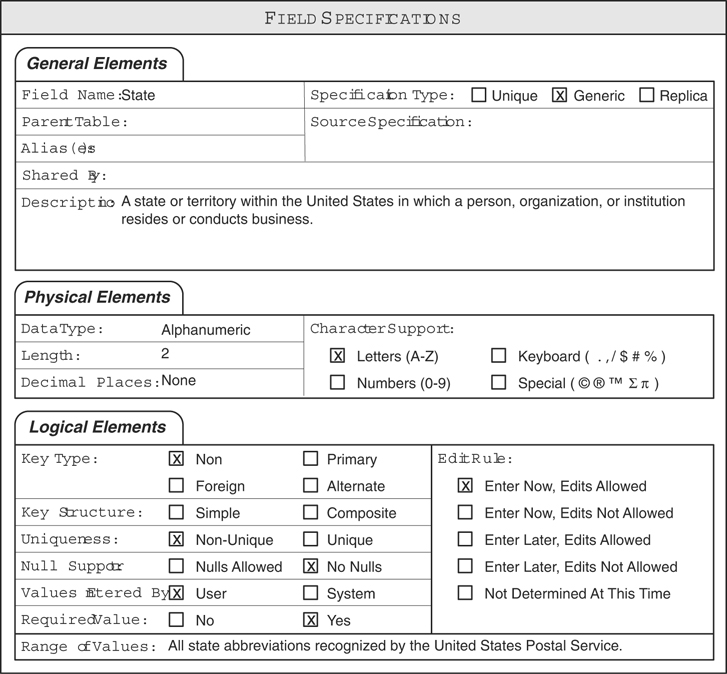 FIELD SPECIFICATIONS
General Elements
Field Name: State
Specification Type: Unique X Generic Replica
Parent Table:
Source Specification:
Alias(es):
Shared By:
Description: A state or territory within the United States in which a person, organization, or institution
resides or conducts business.
Physical Elements
Data Type: Alphanumeric
Character Support:
Length: 2
X Letters (A-Z) Keyboard ( . , / $ # % )
Decimal Places: None
Numbers (0-9) Special ( © ® ™ Σ π )
Logical Elements
Key Type: X Non Primary
Edit Rule:
Foreign Alternate
X Enter Now, Edits Allowed
Key Structure: Simple Composite
Enter Now, Edits Not Allowed
Uniqueness: X Non-Unique Unique
Enter Later, Edits Allowed
Null Support Nulls Allowed X No Nulls
Enter Later, Edits Not Allowed
Values Entered By X User System
Not Determined At This Time
Required Value: No X Yes
Range of Values: All state abbreviations recognized by the United States Postal Service.